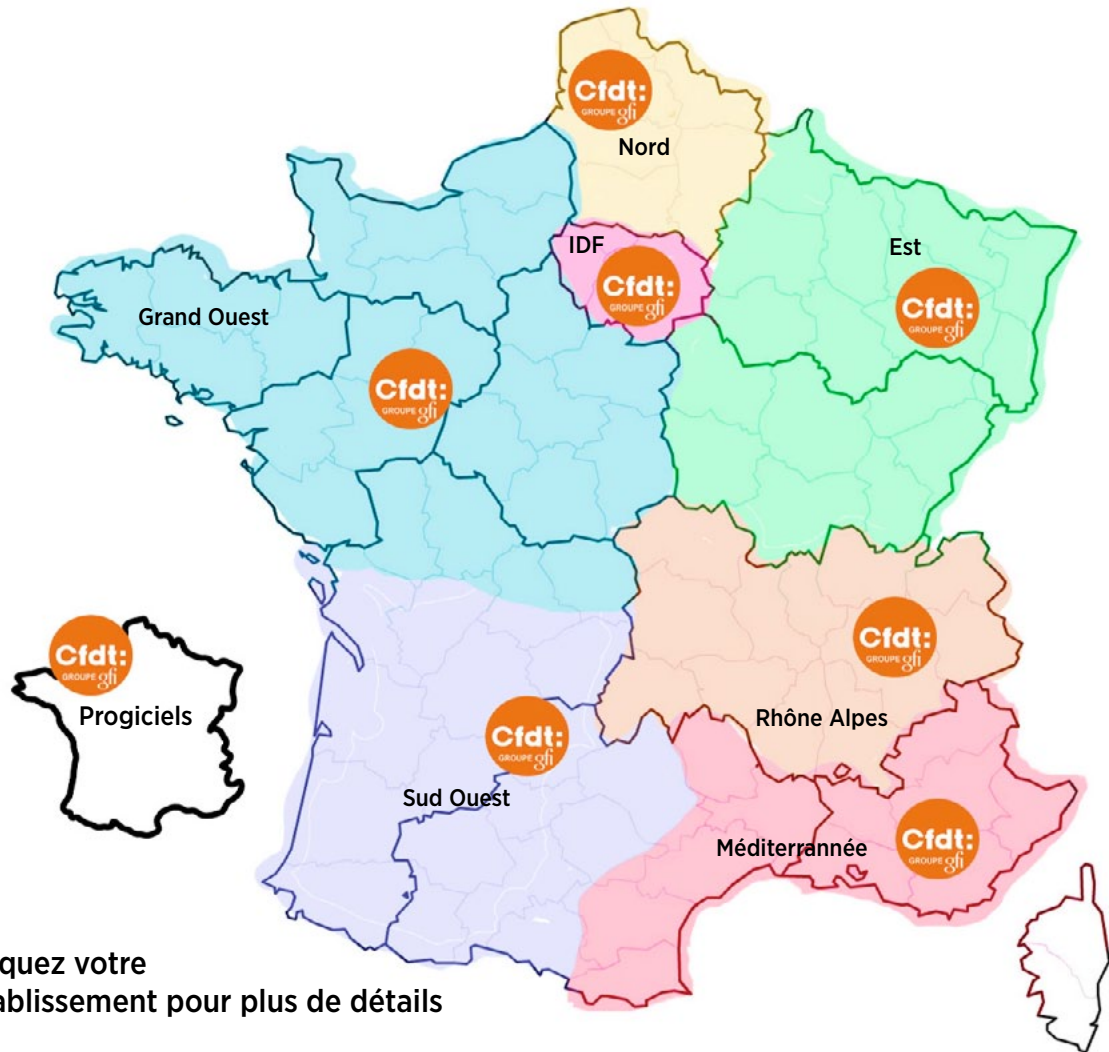 Cfdt:
GROUPE gfi
Nord
IDF
Cfdt:
GROUPE gfi
Est
Cfdt:
GROUPE gfi
Grand Ouest
Cfdt:
GROUPE gfi
Cfdt:
GROUPE gfi
Progiciels
Cfdt:
GROUPE gfi
Rhône Alpes
Cfdt:
GROUPE gfi
Sud Ouest
Cfdt:
GROUPE gfi
Méditerrannée
quez votre
ablissement pour plus de détails